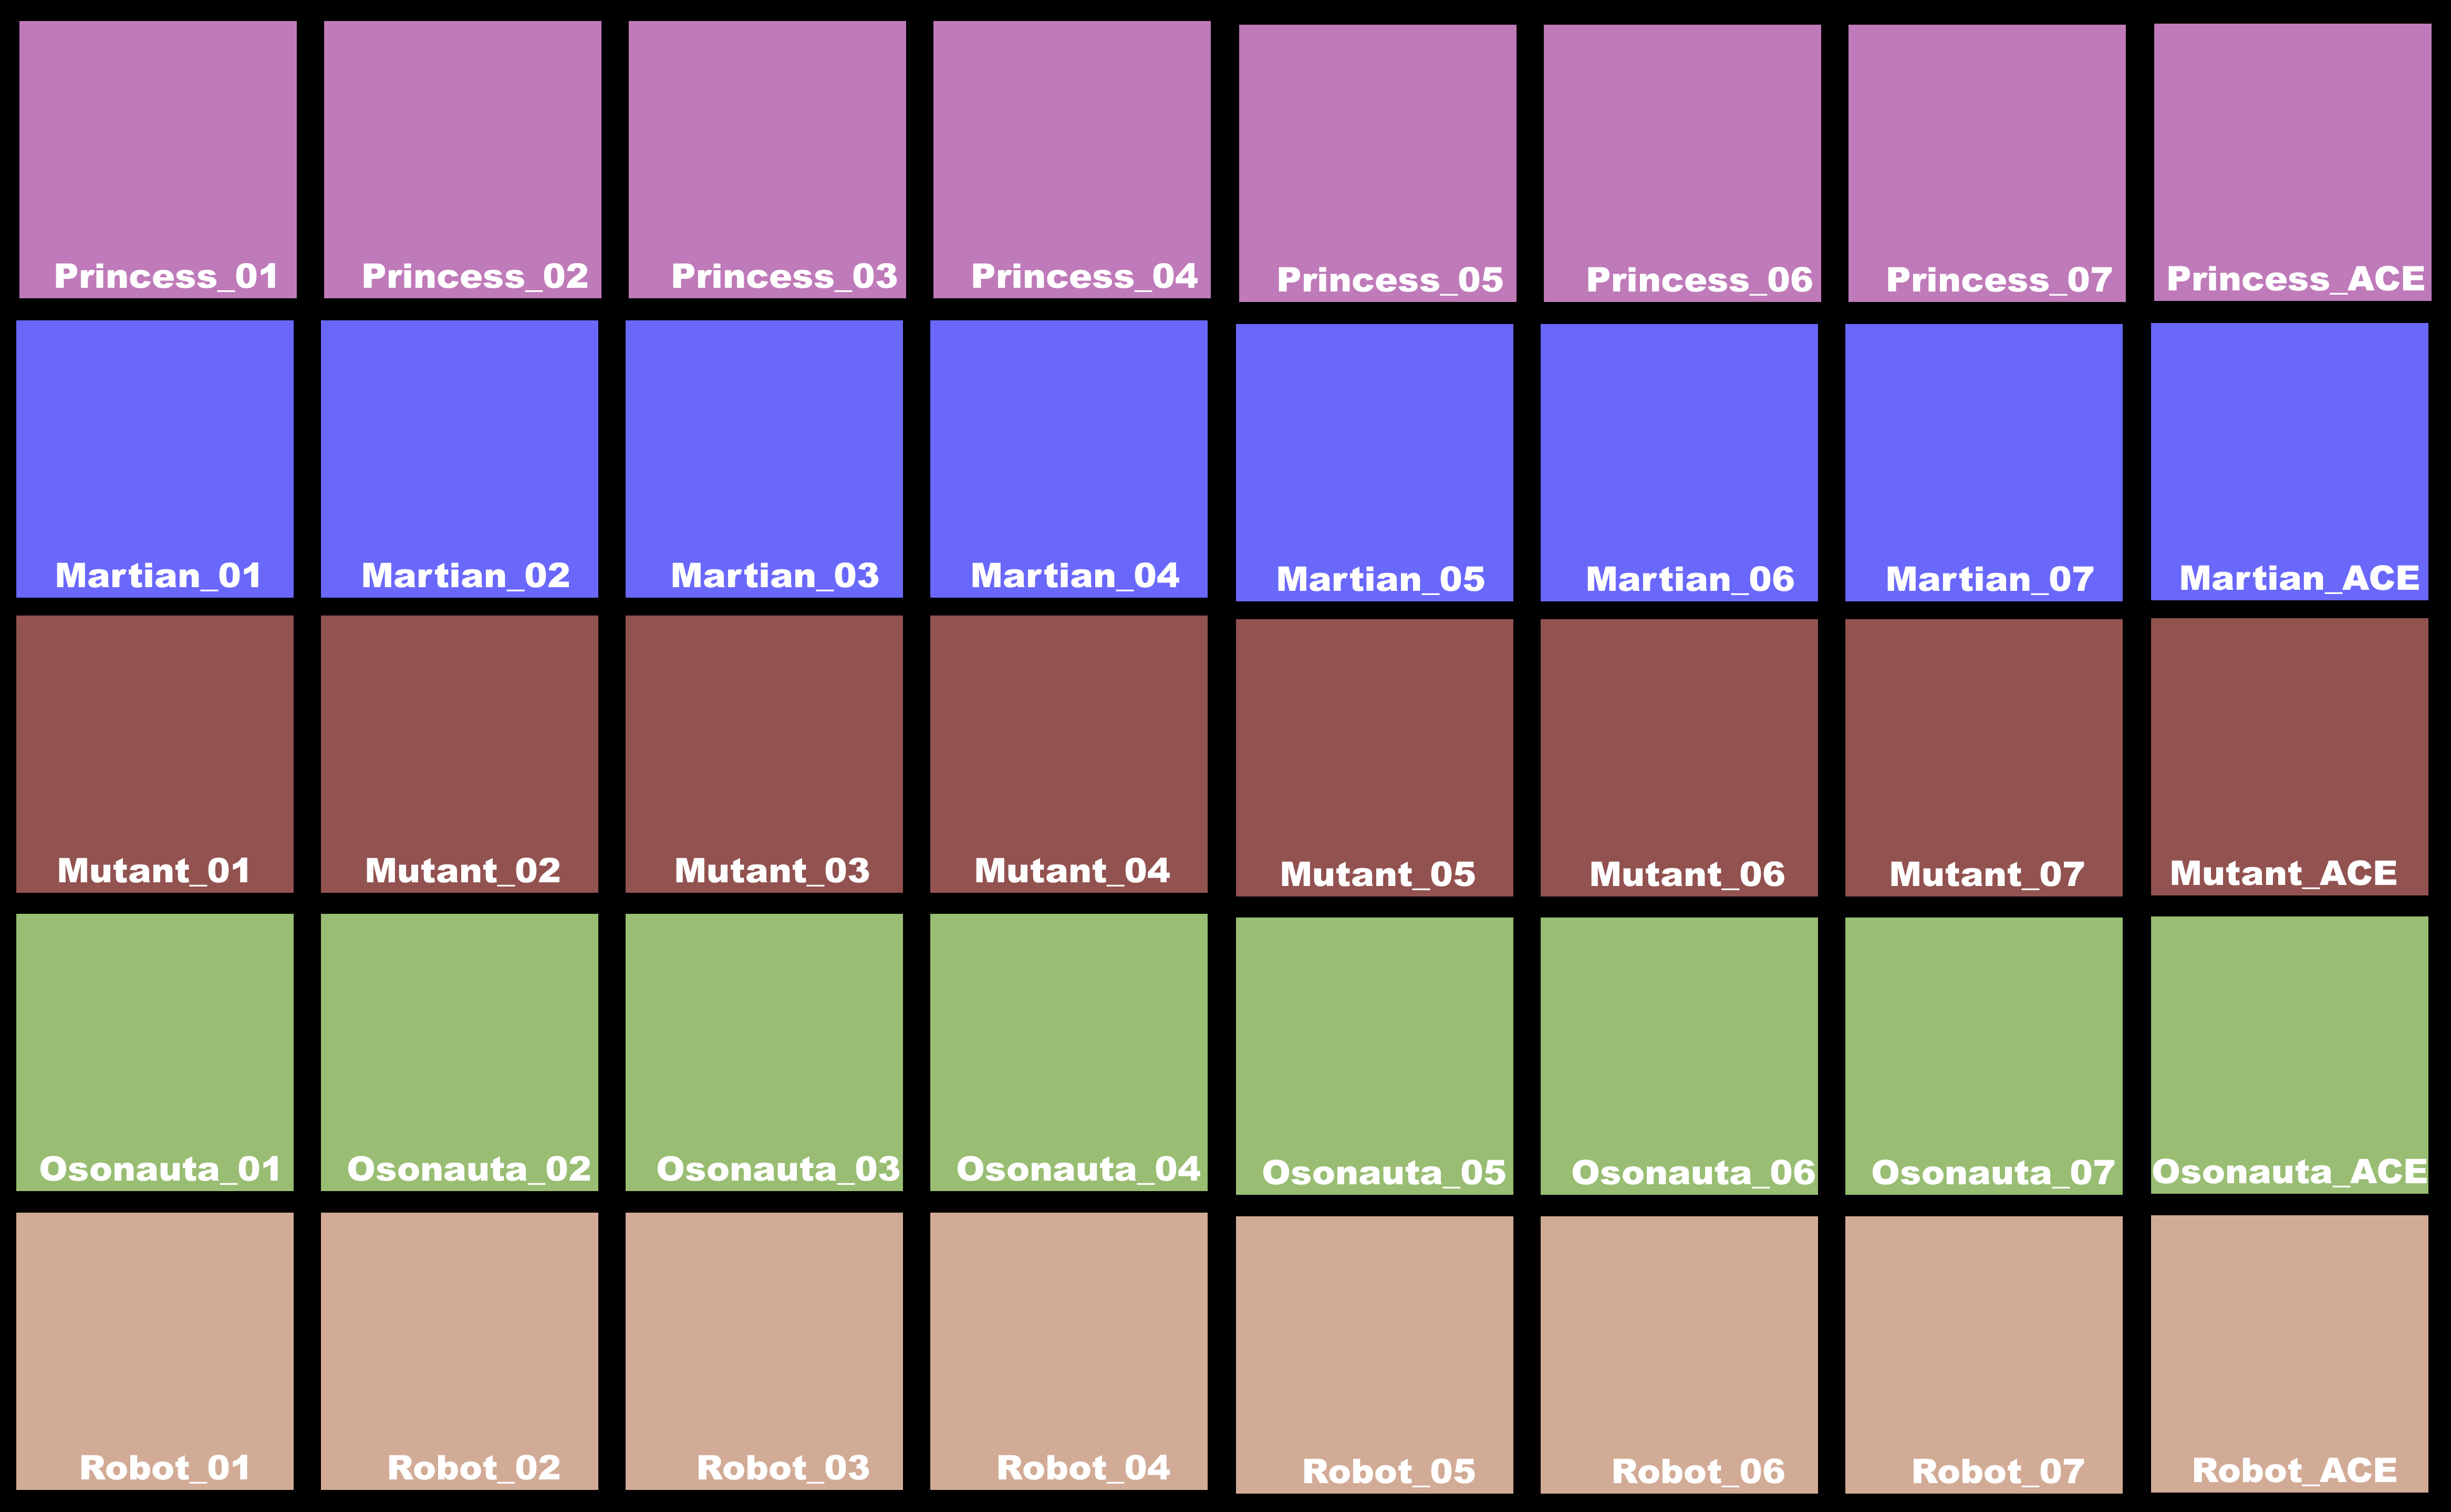 Princess_01 Princess_02 Princess_03 Princess_04 Princess_05 Princess_06 Princess_07 Princess_ACE
Martian_01 Martian_02 Martian_03 Martian_04 Martian_05 Martian_06 Martian_07 Martian_ACE
Mutant_01 Mutant_02 Mutant_03 Mutant_04 Mutant_05 Mutant_06 Mutant_07 Mutant_ACE
Osonauta_01 Osonauta_02 Osonauta_03 Osonauta_04 Osonauta_05 Osonauta_06 Osonauta_07 Osonauta_ACE
Robot_01 Robot_02 Robot_03 Robot_04 Robot_05 Robot_06 Robot_07 Robot_ACE